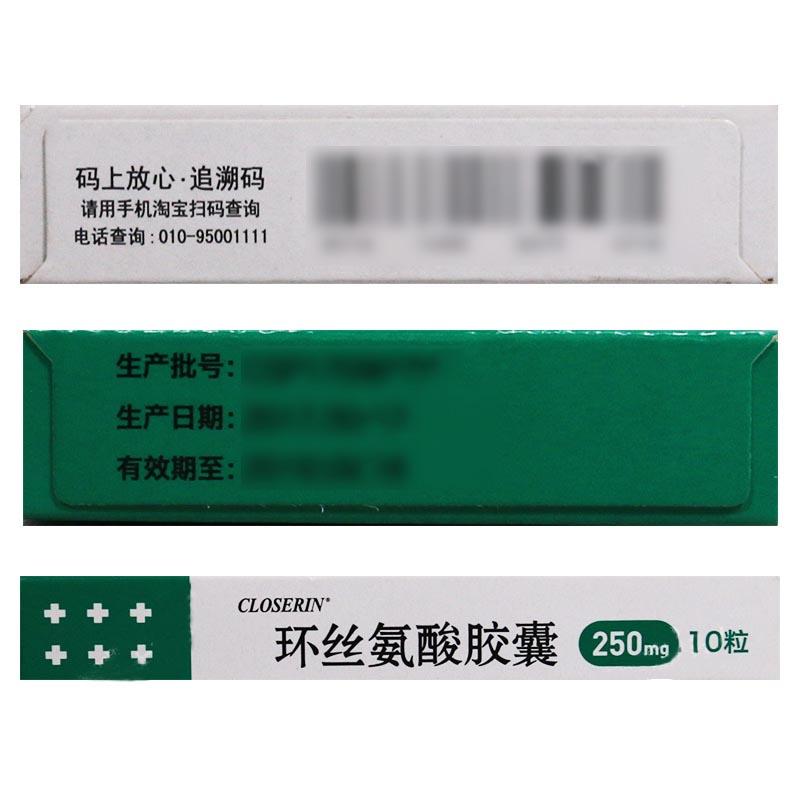 码上放心·追溯码
请用手机淘宝扫码查询
电话查询:010-95001111
生产批号:
生产日期:
有效期至:
CLOSERIN®
环丝氨酸胶囊 250mg 10粒